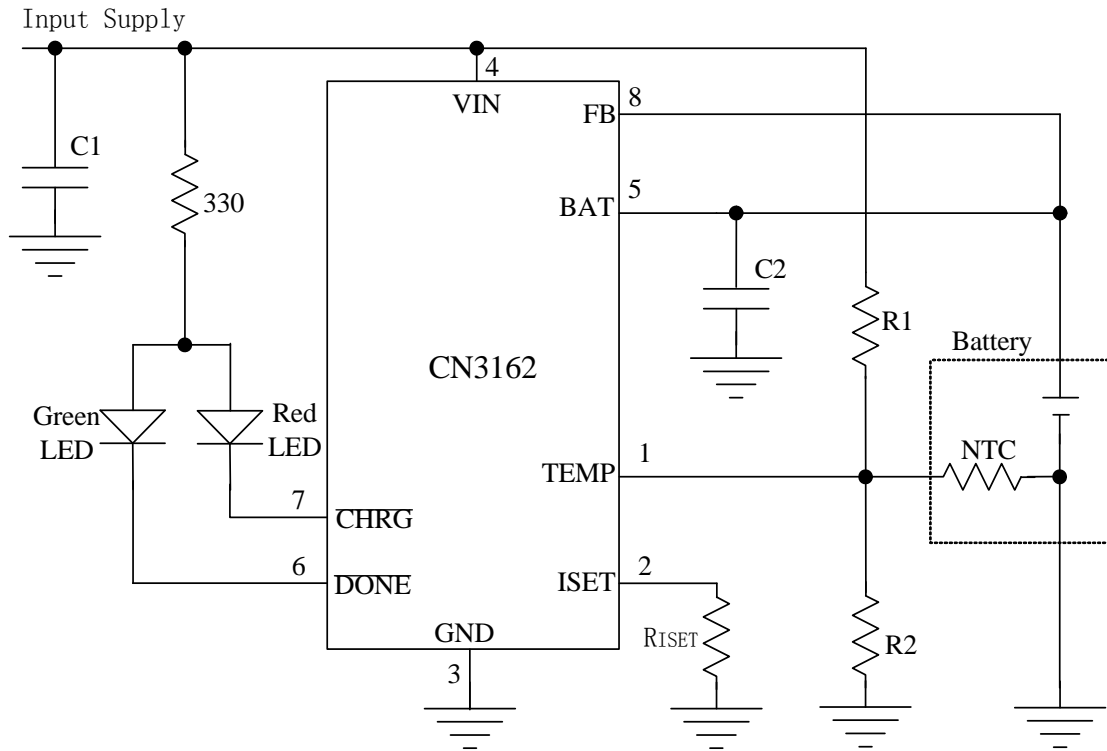 Input Supply
4
VIN
8
FB
C1
330
5
BAT
C2
R1
CN3162
Battery
Green
LED
Red
LED
NTC
1
TEMP
7
CHRG
6
DONE
2
ISET
GND
3
RISET
R2